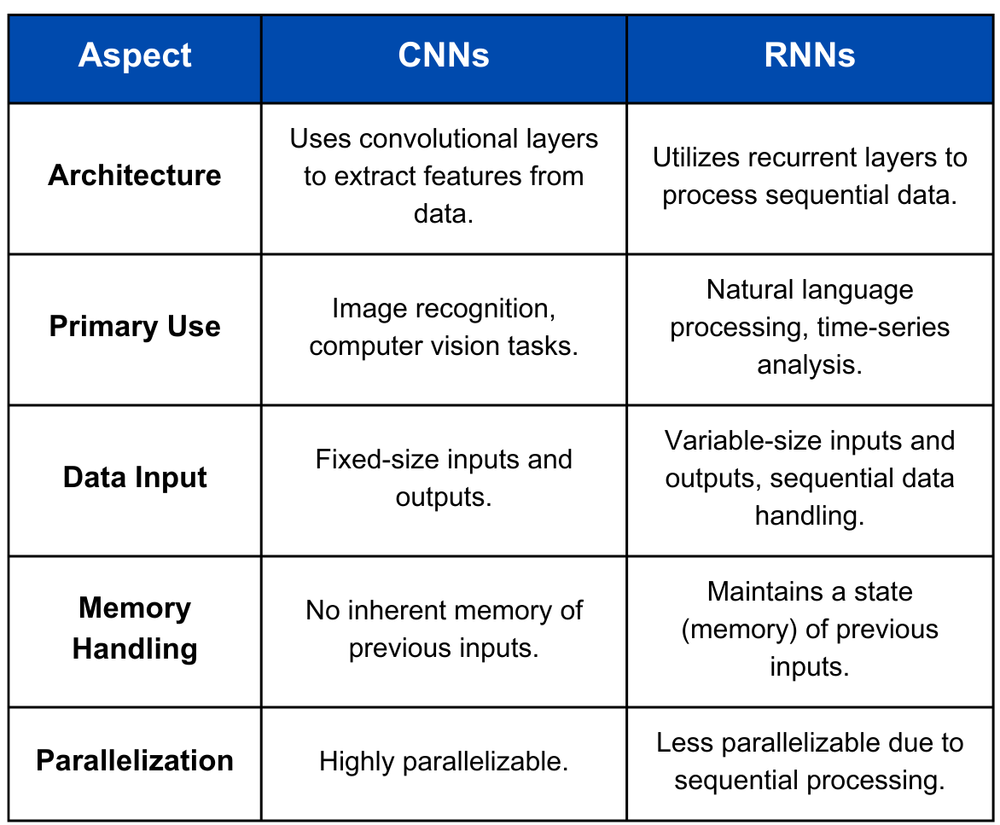 Aspect
CNNs
RNNs
Architecture
Uses convolutional layers
to extract features from
data.
Utilizes recurrent layers to
process sequential data.
Primary Use
Image recognition,
computer vision tasks.
Natural language
processing, time-series
analysis.
Data Input
Fixed-size inputs and
outputs.
Variable-size inputs and
outputs, sequential data
handling.
Memory
Handling
No inherent memory of
previous inputs.
Maintains a state
(memory) of previous
inputs.
Parallelization
Highly parallelizable.
Less parallelizable due to
sequential processing.